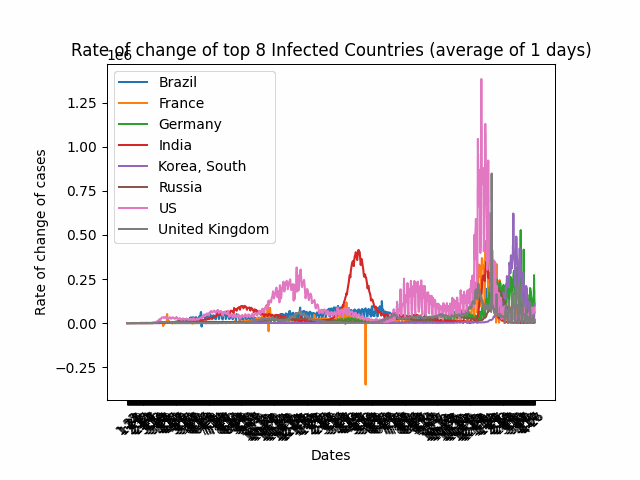 Rate of change of top 8 Infected Countries (average of 1 days)
1e6
Brazil
France
Germany
India
Korea, South
Russia
US
United Kingdom
1.25
1.00
0.75
0.50
0.25
0.00
−0.25
Rate of change of cases
Dates